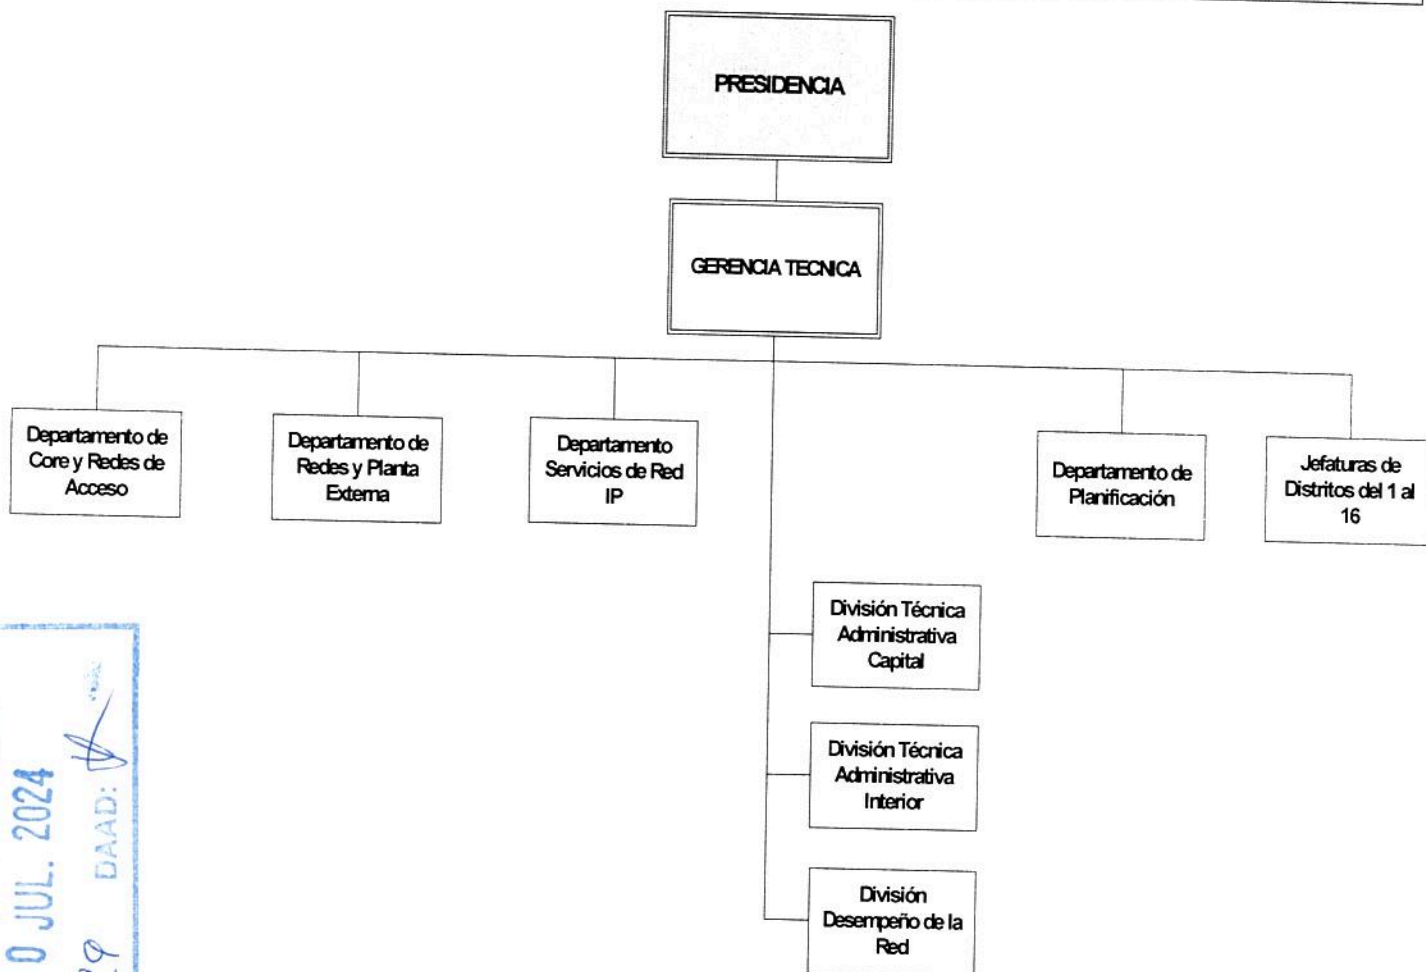 PRESIDENCIA
GERENCIA TECNICA
Departamento de
Core y Redes de
Acceso
Departamento de
Redes y Planta
Externa
Departamento
Servicios de Red
IP
Departamento de
Planificación
Jefaturas de
Distritos del 1 al
16
División Técnica
Administrativa
Capital
División Técnica
Administrativa
Interior
División
Desempeño de la
Red
0 JUL. 2024
DAAD: